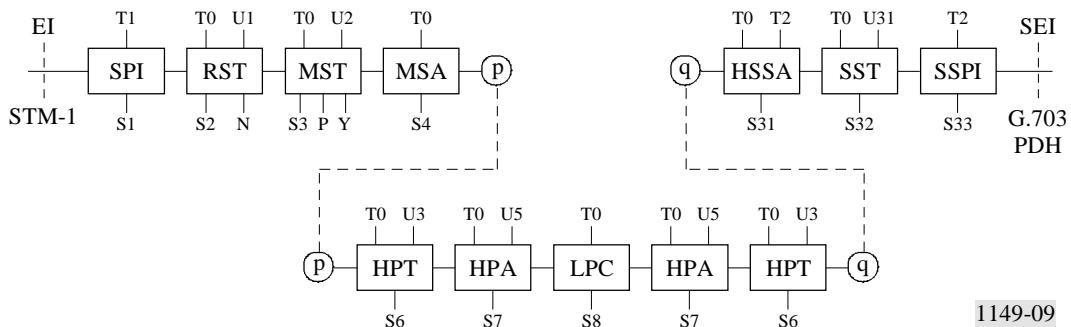 EI T1 T0 U1 T0 U2 T0 T0 T2 T0 U31 T2 SEI
SPI RST MST MSA p q HSSA SST SSPI
STM-1 S1 S2 N S3 P Y S4 S31 S32 S33 G.703
PDH
T0 U3 T0 U5 T0 T0 U5 T0 U3
p HPT HPA LPC HPA HPT q
S6 S7 S8 S7 S6
1149-09